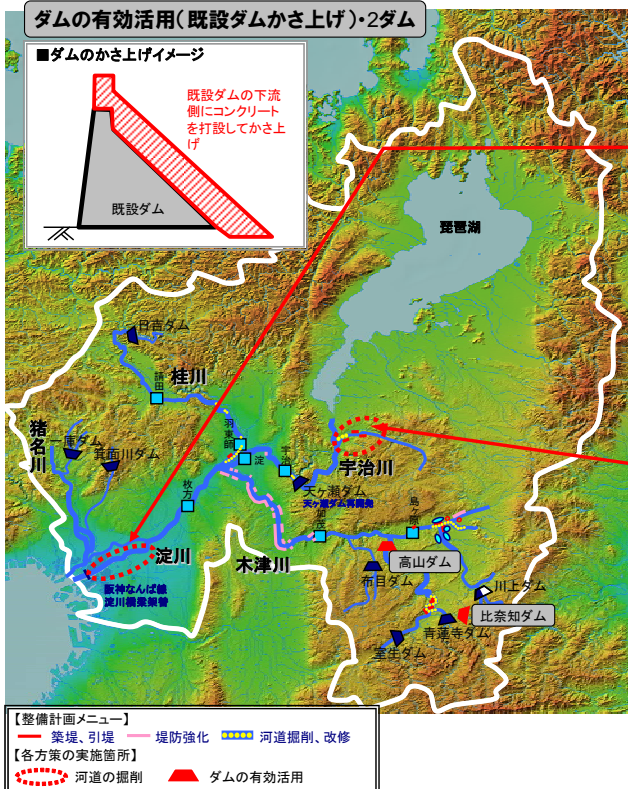 ダムの有効活用(既設ダムかさ上げ)・2ダム
■ダムのかさ上げイメージ
既設ダムの下流
側にコンクリート
を打設してかさ上
げ
既設ダム
琵琶湖
日吉ダム
請田
桂川
猪名川
一庫ダム
箕面川ダム
羽束師
淀
宇治
宇治川
天ヶ瀬ダム
天ヶ瀬ダム再開発
枚方
淀川
阪神なんば線
淀川橋梁架替
木津川
加茂
島ヶ原
高山ダム
布目ダム
川上ダム
比奈知ダム
青蓮寺ダム
室生ダム
【整備計画メニュー】
築堤、引堤 堤防強化 河道掘削、改修
【各方策の実施箇所】
河道の掘削 ダムの有効活用